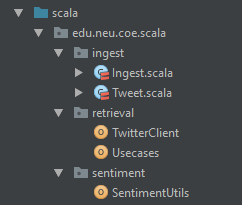 scala
edu.neu.coe.scala
ingest
Ingest.scala
Tweet.scala
retrieval
TwitterClient
Usecases
sentiment
SentimentUtils